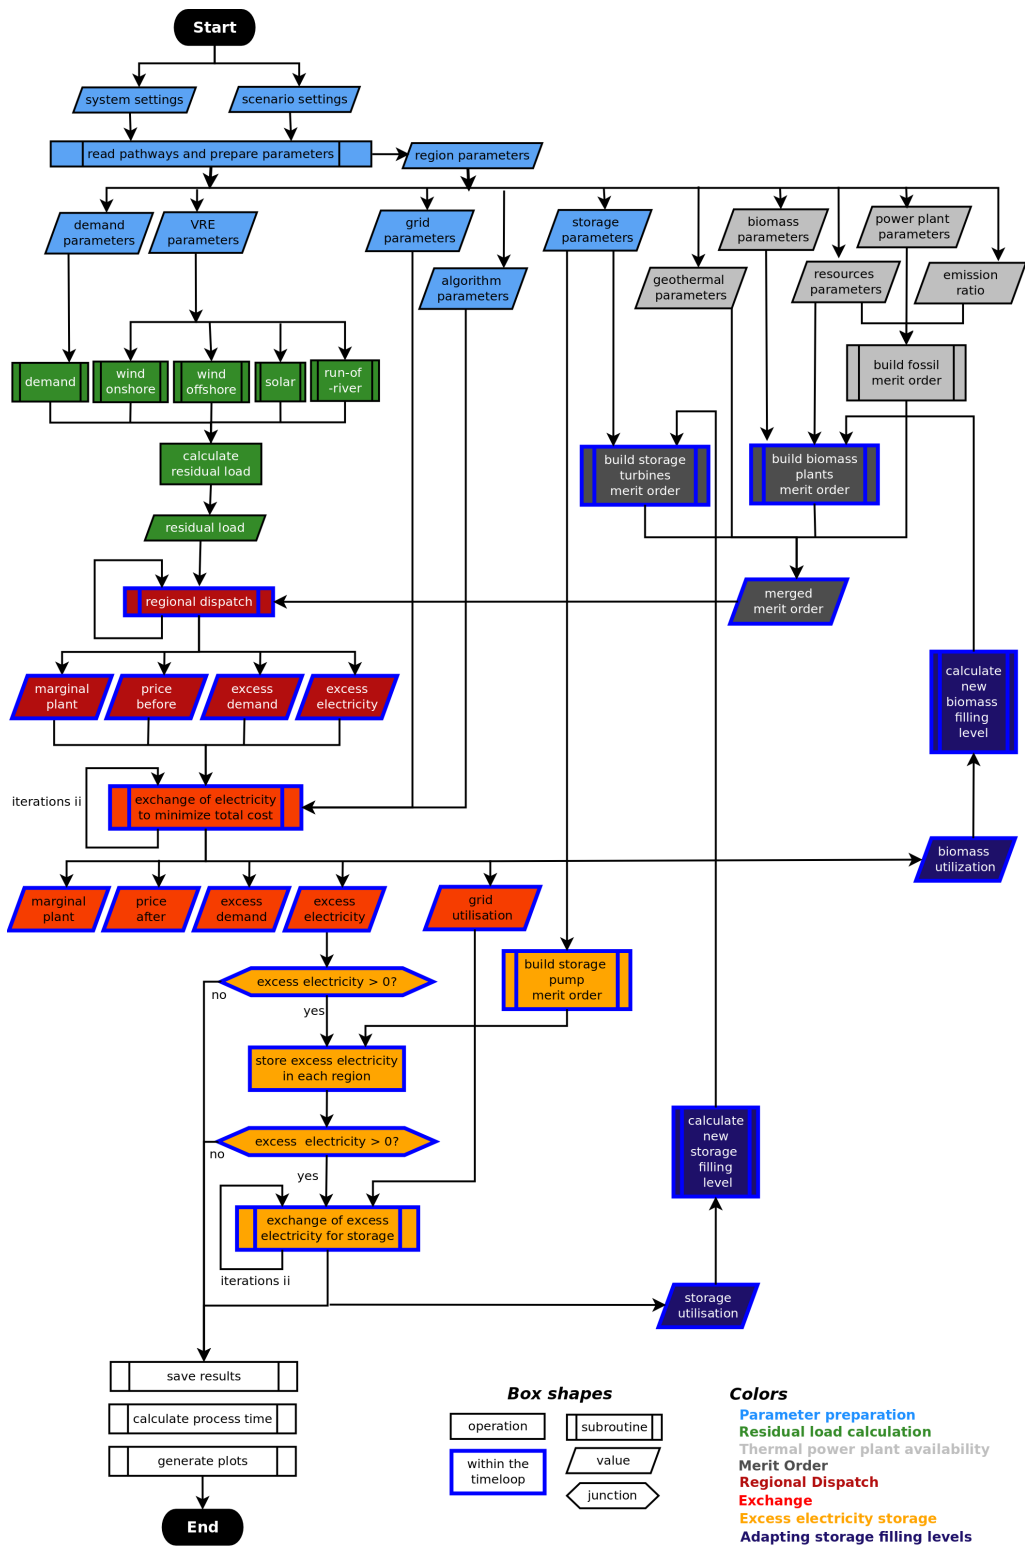 Start
system settings
scenario settings
read pathways and prepare parameters
region parameters
demand
parameters
VRE
parameters
grid
parameters
storage
parameters
biomass
parameters
power plant
parameters
algorithm
parameters
geothermal
parameters
resources
parameters
emission
ratio
demand
wind
onshore
wind
offshore
solar
run-of
-river
build fossil
merit order
calculate
residual load
build storage
turbines
merit order
build biomass
plants
merit order
residual load
regional dispatch
merged
merit order
marginal
plant
price
before
excess
demand
excess
electricity
calculate
new
biomass
filling
level
iterations ii
exchange of electricity
to minimize total cost
biomass
utilization
marginal
plant
price
after
excess
demand
excess
electricity
grid
utilisation
excess electricity > 0?
no
yes
build storage
pump
merit order
store excess electricity
in each region
excess  electricity > 0?
no
yes
calculate
new
storage
filling
level
exchange of excess
electricity for storage
iterations ii
storage
utilisation
save results
calculate process time
generate plots
End
Box shapes
operation
subroutine
within the
timeloop
value
junction
Colors
Parameter preparation
Residual load calculation
Thermal power plant availability
Merit Order
Regional Dispatch
Exchange
Excess electricity storage
Adapting storage filling levels